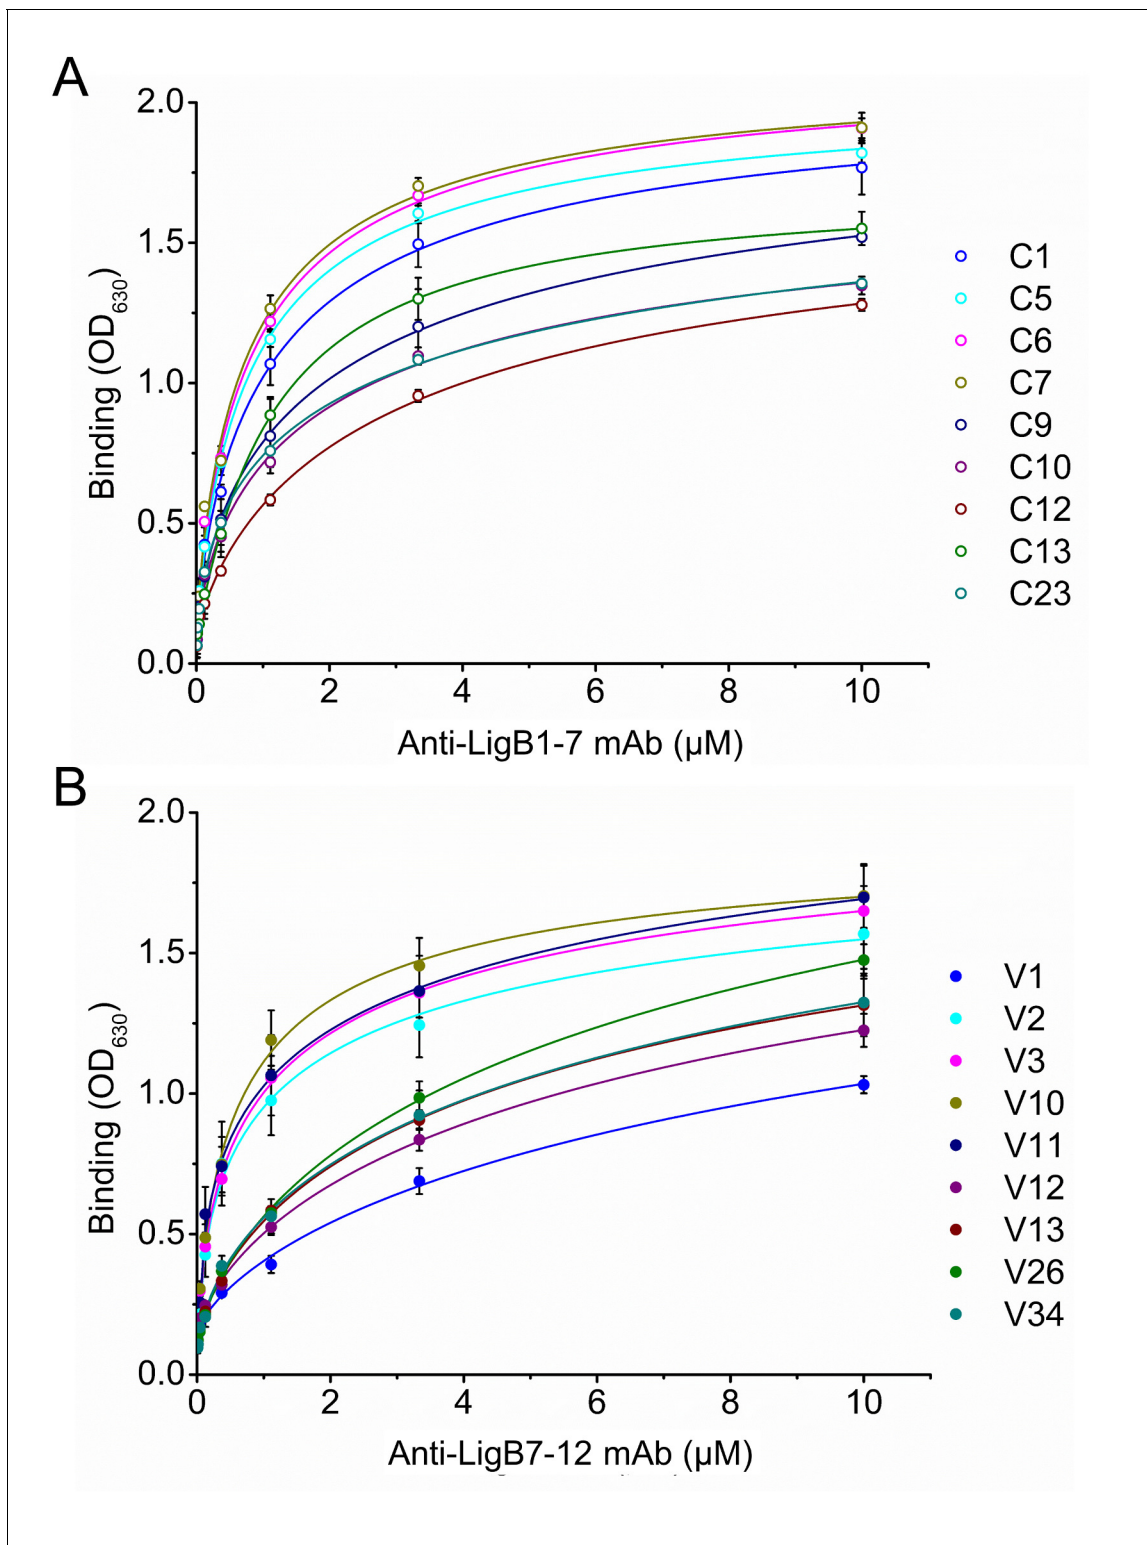 A
2.0
1.5
1.0
0.5
0.0
Binding (OD630)
0 2 4 6 8 10
Anti-LigB1-7 mAb (µM)
C1
C5
C6
C7
C9
C10
C12
C13
C23
B
2.0
1.5
1.0
0.5
0.0
Binding (OD630)
0 2 4 6 8 10
Anti-LigB7-12 mAb (µM)
V1
V2
V3
V10
V11
V12
V13
V26
V34